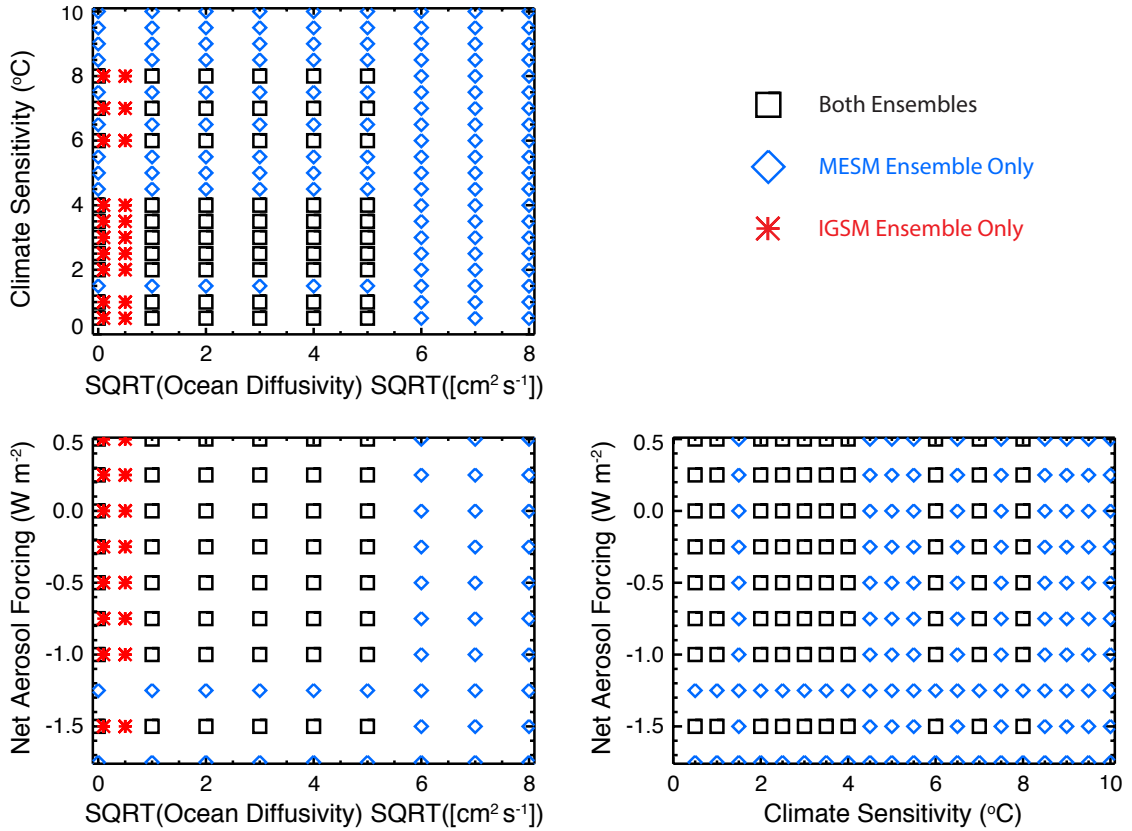 10
8
6
4
2
0
Climate Sensitivity (°C)
0 2 4 6 8
SQRT(Ocean Diffusivity) SQRT([cm² s⁻¹])
Both Ensembles
MESM Ensemble Only
IGSM Ensemble Only
0.5
0.0
-0.5
-1.0
-1.5
Net Aerosol Forcing (W m⁻²)
0 2 4 6 8
SQRT(Ocean Diffusivity) SQRT([cm² s⁻¹])
0.5
0.0
-0.5
-1.0
-1.5
Net Aerosol Forcing (W m⁻²)
0 2 4 6 8 10
Climate Sensitivity (°C)